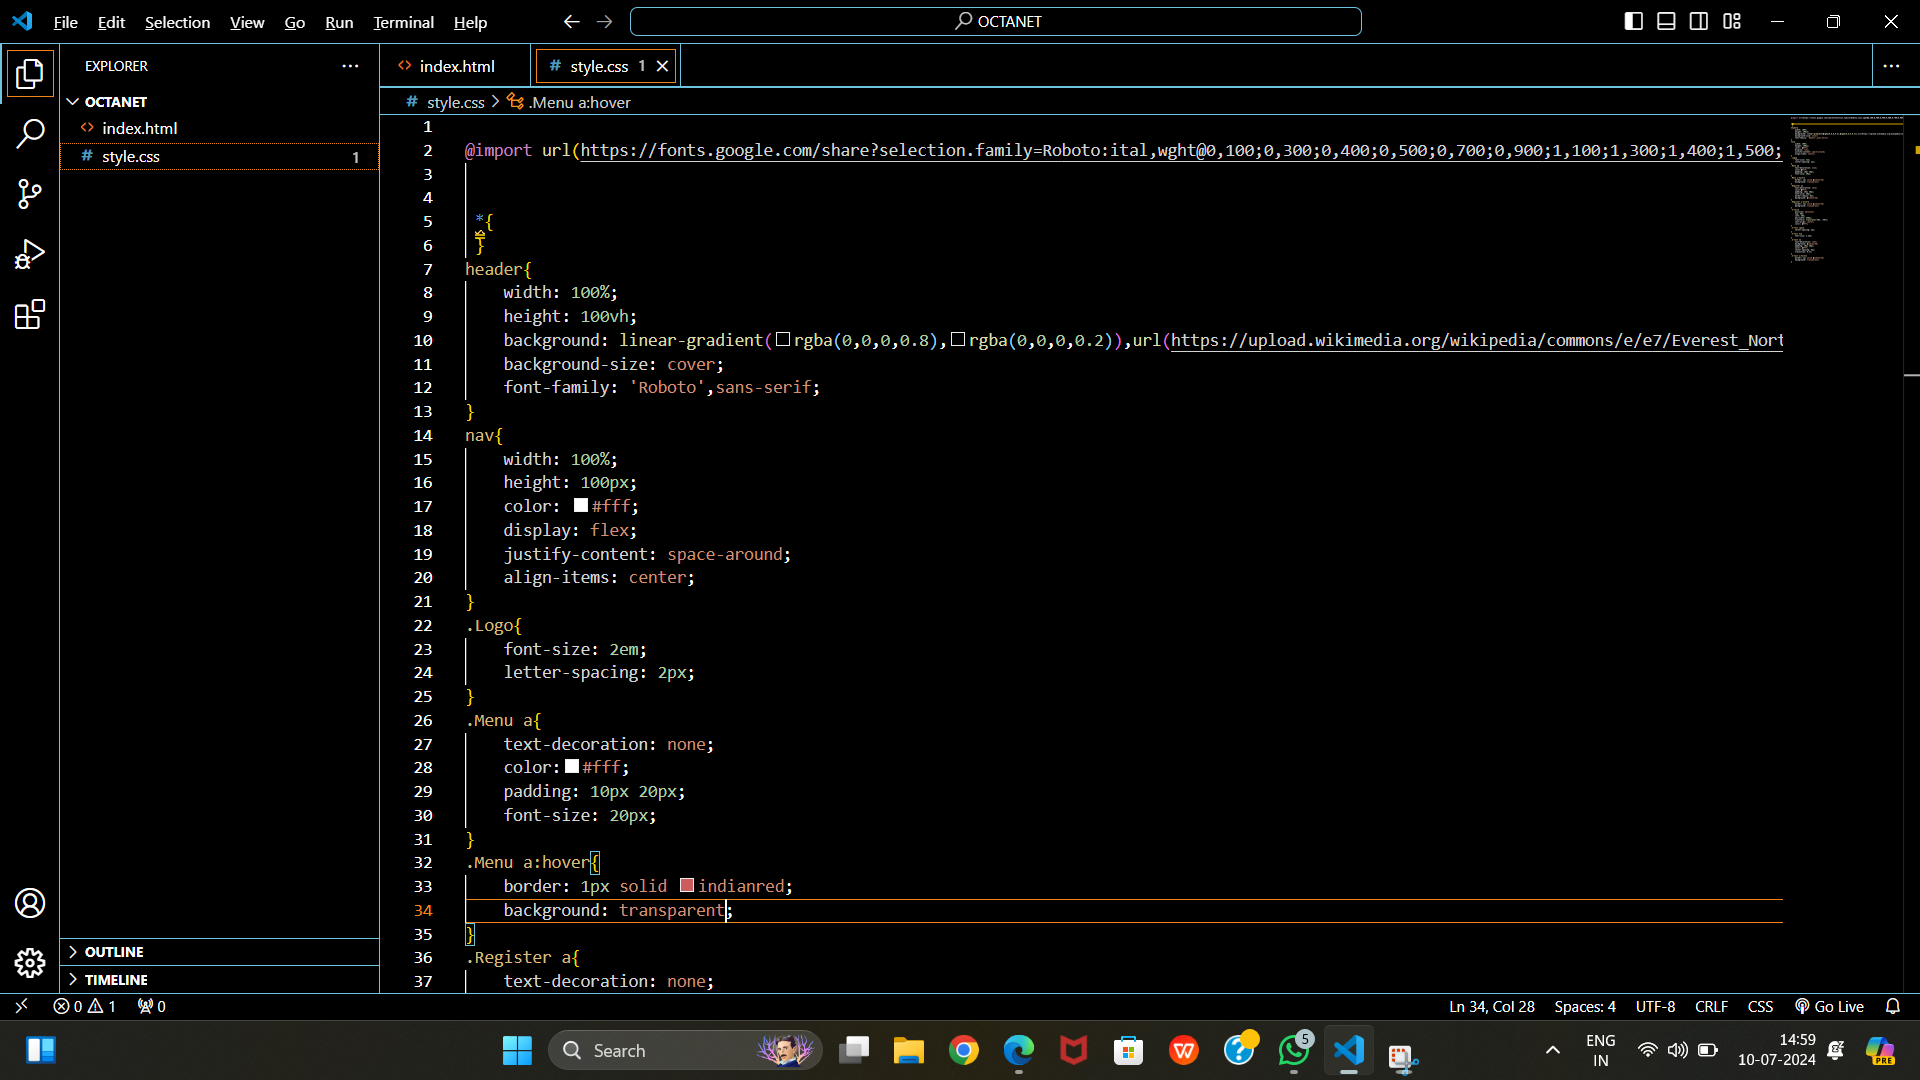 File Edit Selection View Go Run Terminal Help
OCTANET
EXPLORER
OCTANET
index.html
# style.css 1
OUTLINE
TIMELINE
index.html
# style.css 1
# style.css > .Menu a:hover
1
2 @import url(https://fonts.google.com/share?selection.family=Roboto:ital,wght@0,100;0,300;0,400;0,500;0,700;0,900;1,100;1,300;1,400;1,500;
3
4
5 *{
6 }
7 header{
8 width: 100%;
9 height: 100vh;
10 background: linear-gradient(rgba(0,0,0,0.8),rgba(0,0,0,0.2)),url(https://upload.wikimedia.org/wikipedia/commons/e/e7/Everest_Nort
11 background-size: cover;
12 font-family: 'Roboto',sans-serif;
13 }
14 nav{
15 width: 100%;
16 height: 100px;
17 color: #fff;
18 display: flex;
19 justify-content: space-around;
20 align-items: center;
21 }
22 .Logo{
23 font-size: 2em;
24 letter-spacing: 2px;
25 }
26 .Menu a{
27 text-decoration: none;
28 color:#fff;
29 padding: 10px 20px;
30 font-size: 20px;
31 }
32 .Menu a:hover{
33 border: 1px solid indianred;
34 background: transparent;
35 }
36 .Register a{
37 text-decoration: none;
0 1 0
Ln 34, Col 28 Spaces: 4 UTF-8 CRLF CSS Go Live
Search
5
ENG
IN
14:59
10-07-2024
PRE